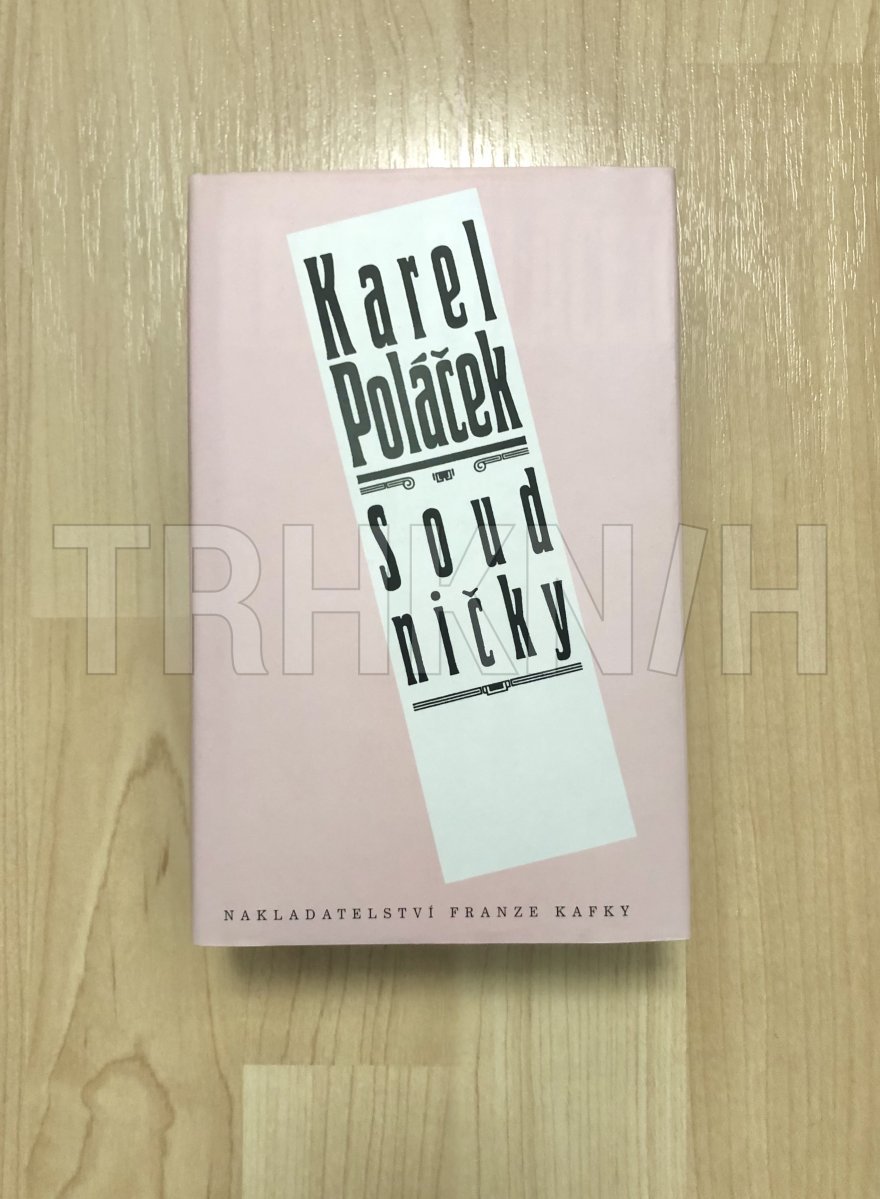 Karel
Poláček
Soud
ničky
TRHKNIH
NAKLADATELSTVÍ FRANZE KAFKY